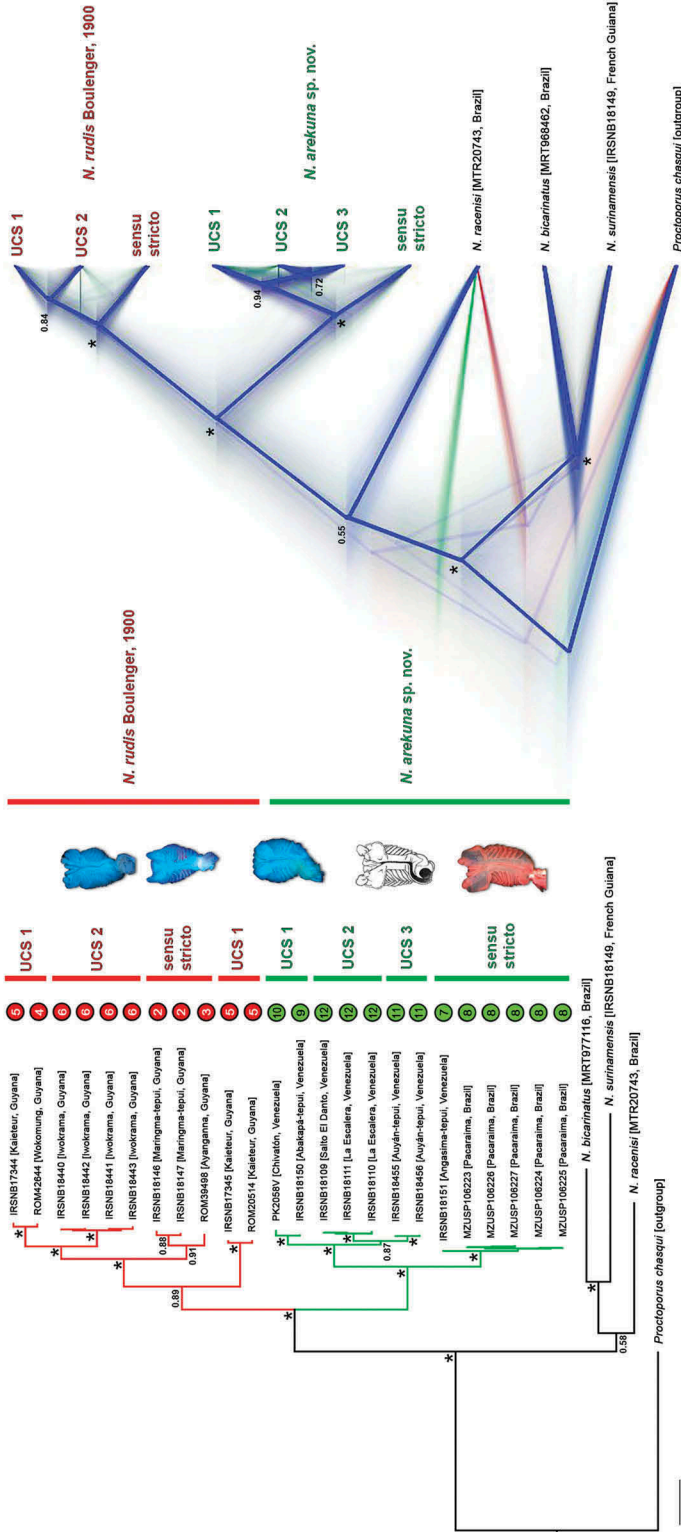 IRSNB17344 [Kaieteur, Guyana]
ROM42644 [Wokomung, Guyana]
IRSNB18440 [Iwokrama, Guyana]
IRSNB18442 [Iwokrama, Guyana]
IRSNB18441 [Iwokrama, Guyana]
IRSNB18443 [Iwokrama, Guyana]
IRSNB18146 [Maringma-tepui, Guyana]
IRSNB18147 [Maringma-tepui, Guyana]
ROM39498 [Ayanganna, Guyana]
IRSNB17345 [Kaieteur, Guyana]
ROM20514 [Kaieteur, Guyana]
PK2058V [Chivatón, Venezuela]
IRSNB18150 [Abakapá-tepui, Venezuela]
IRSNB18109 [Salto El Danto, Venezuela]
IRSNB18111 [La Escalera, Venezuela]
IRSNB18110 [La Escalera, Venezuela]
IRSNB18455 [Auyán-tepui, Venezuela]
IRSNB18456 [Auyán-tepui, Venezuela]
IRSNB18151 [Angasima-tepui, Venezuela]
MZUSP106223 [Pacaraima, Brazil]
MZUSP106226 [Pacaraima, Brazil]
MZUSP106227 [Pacaraima, Brazil]
MZUSP106224 [Pacaraima, Brazil]
MZUSP106225 [Pacaraima, Brazil]
N. bicarinatus [MRT977116, Brazil]
N. surinamensis [IRSNB18149, French Guiana]
N. racenisi [MTR20743, Brazil]
Proctoporus chasqui [outgroup]
*
*
*
*
0.88
0.91
*
0.89
*
*
*
*
0.87
*
*
*
*
*
*
0.58
5
4
6
6
6
6
2
2
3
5
5
10
9
12
12
12
11
11
7
8
8
8
8
8
UCS 1
UCS 2
sensu
stricto
UCS 1
UCS 1
UCS 2
UCS 3
sensu
stricto
N. rudis Boulenger, 1900
N. arekuna sp. nov.
UCS 1
UCS 2
sensu
stricto
N. rudis Boulenger, 1900
UCS 1
UCS 2
UCS 3
sensu
stricto
N. arekuna sp. nov.
N. racenisi [MTR20743, Brazil]
N. bicarinatus [MRT968462, Brazil]
N. surinamensis [IRSNB18149, French Guiana]
Proctoporus chasqui [outgroup]
0.84
*
0.94
0.72
*
*
0.55
*
*